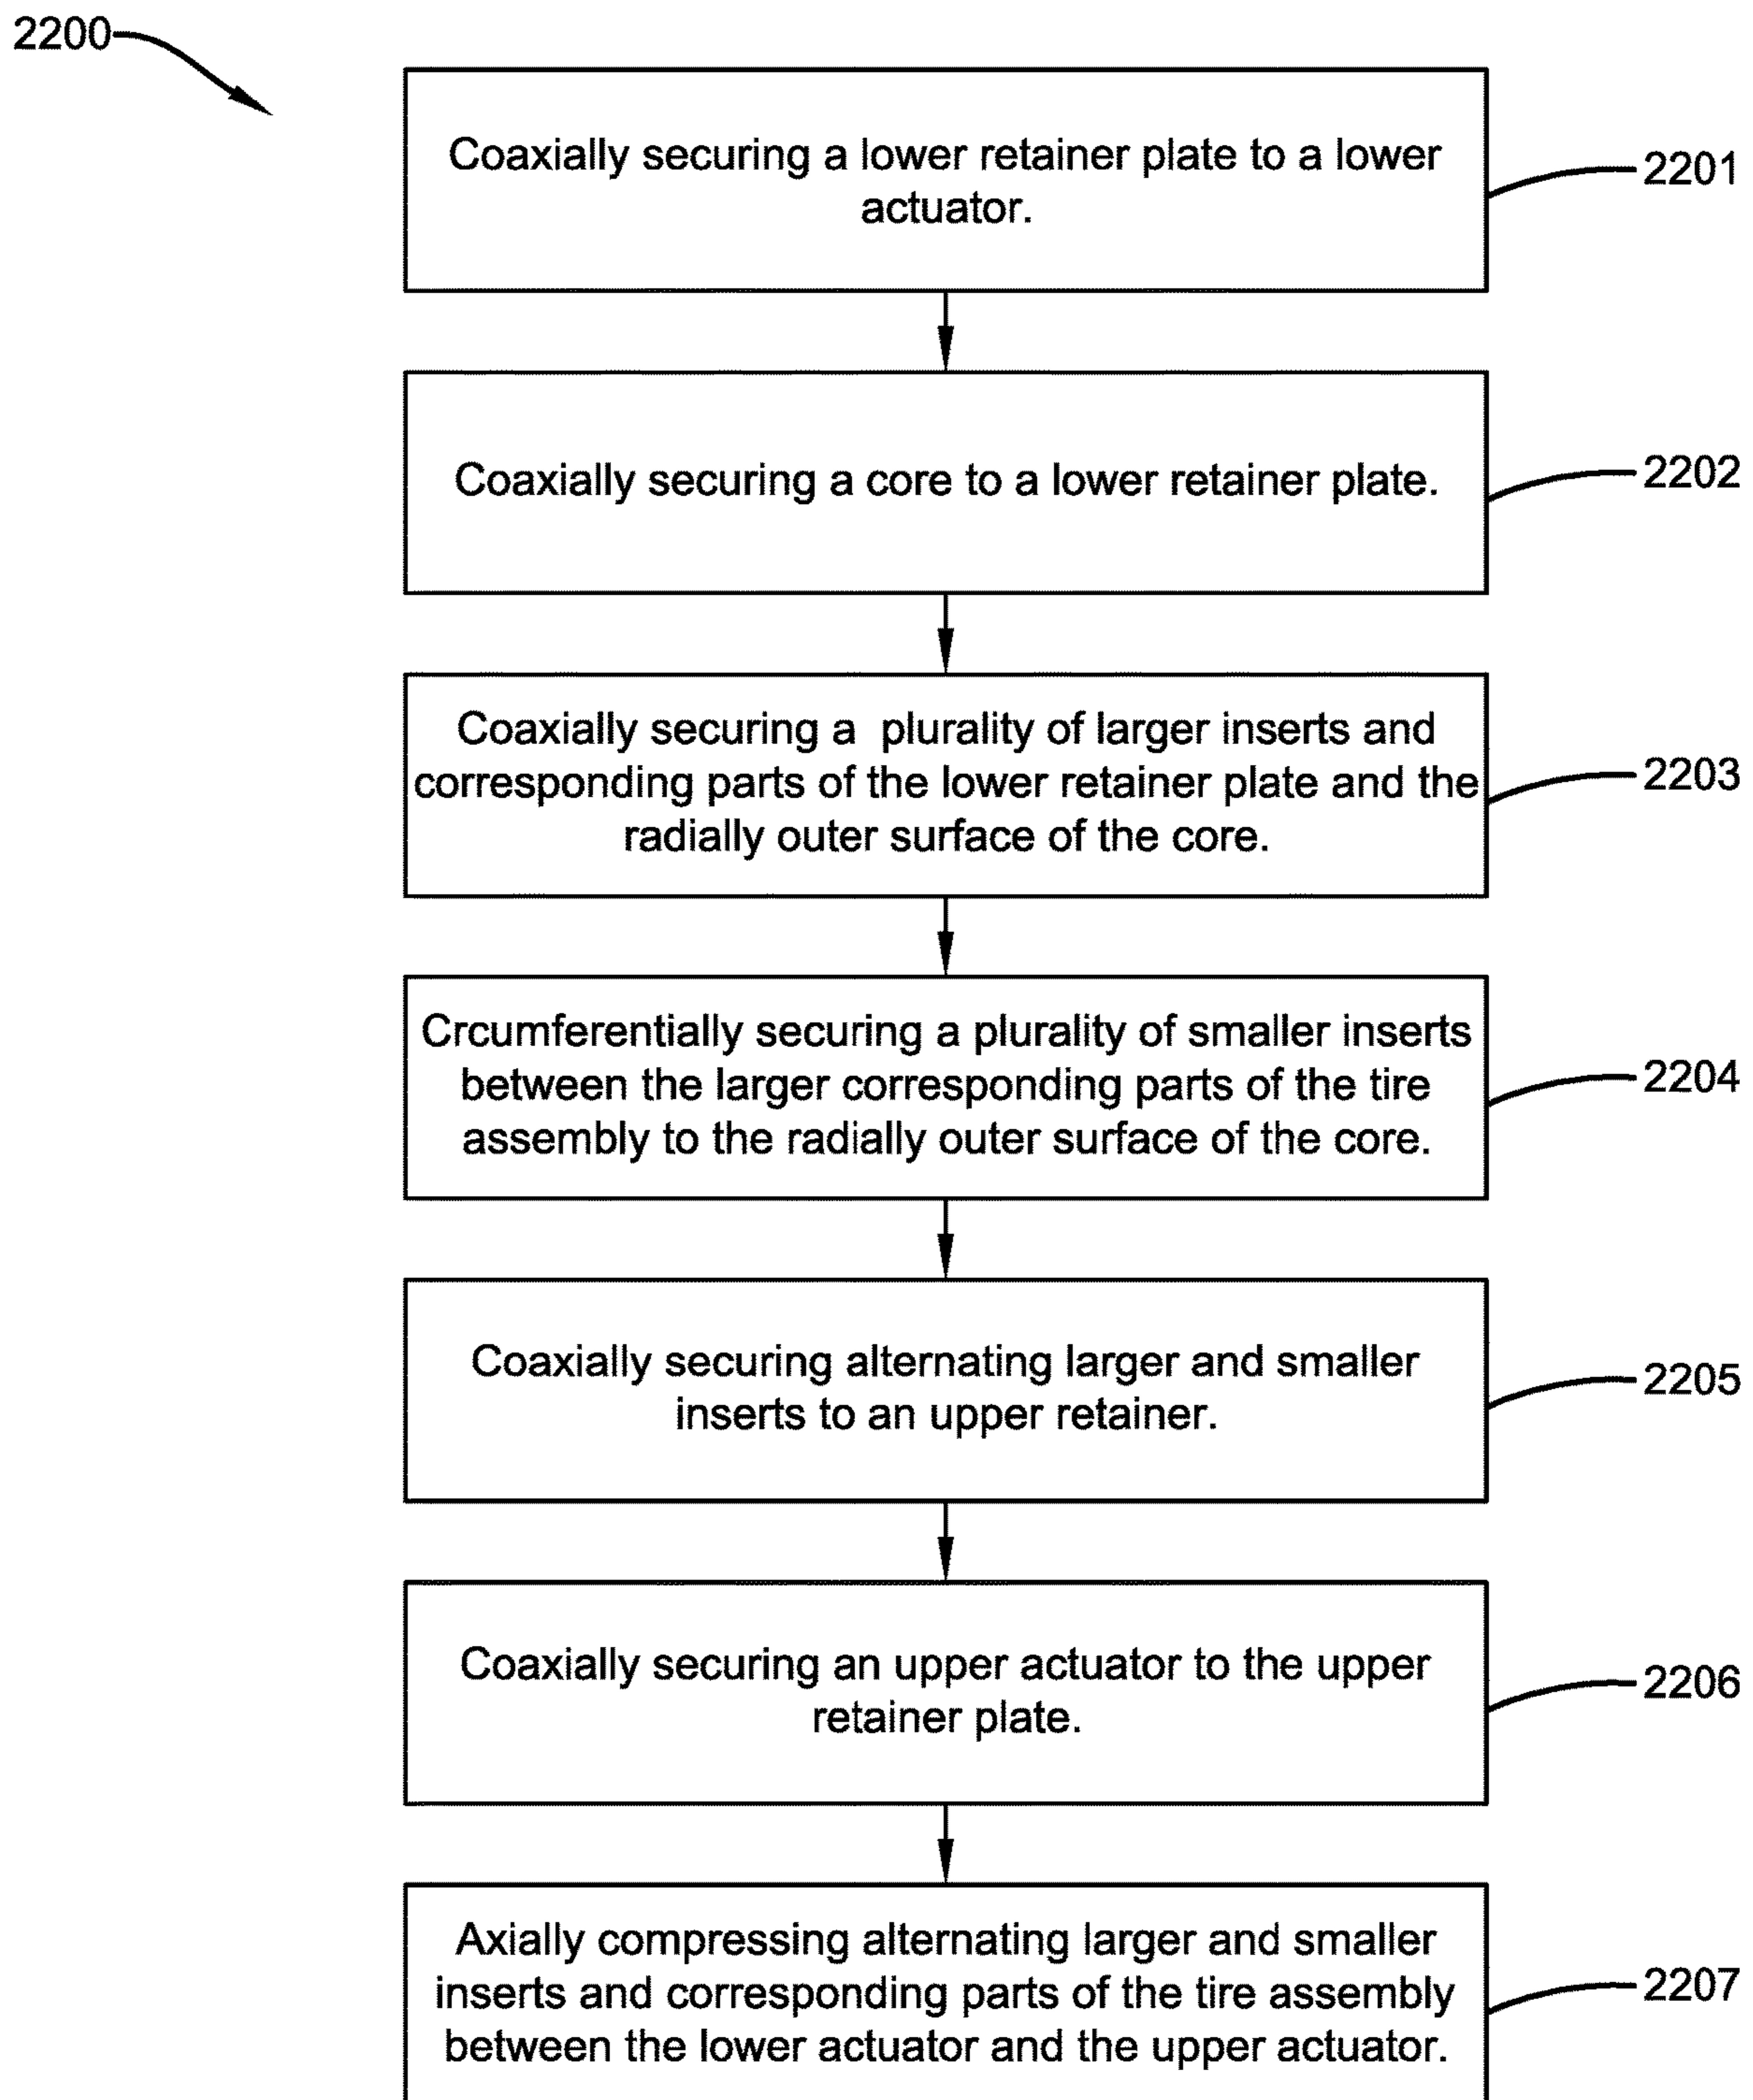 2200
Coaxially securing a lower retainer plate to a lower
actuator.
2201
Coaxially securing a core to a lower retainer plate.
2202
Coaxially securing a plurality of larger inserts and
corresponding parts of the lower retainer plate and the
radially outer surface of the core.
2203
Crcumferentially securing a plurality of smaller inserts
between the larger corresponding parts of the tire
assembly to the radially outer surface of the core.
2204
Coaxially securing alternating larger and smaller
inserts to an upper retainer.
2205
Coaxially securing an upper actuator to the upper
retainer plate.
2206
Axially compressing alternating larger and smaller
inserts and corresponding parts of the tire assembly
between the lower actuator and the upper actuator.
2207